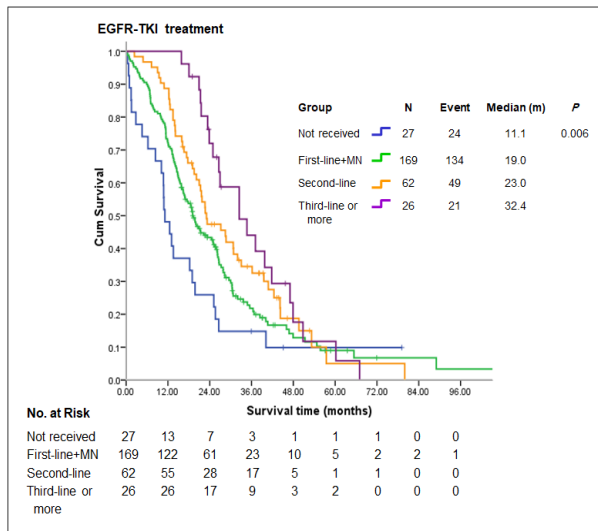 EGFR-TKI treatment
Group N Event Median (m) P
Not received 27 24 11.1 0.006
First-line+MN 169 134 19.0
Second-line 62 49 23.0
Third-line or more 26 21 32.4
Cum Survival
1.0
0.9
0.8
0.7
0.6
0.5
0.4
0.3
0.2
0.1
0.0
0.00 12.00 24.00 36.00 48.00 60.00 72.00 84.00 96.00
Survival time (months)
No. at Risk
Not received 27 13 7 3 1 1 1 0 0
First-line+MN 169 122 61 23 10 5 2 2 1
Second-line 62 55 28 17 5 1 1 0 0
Third-line or more 26 26 17 9 3 2 0 0 0